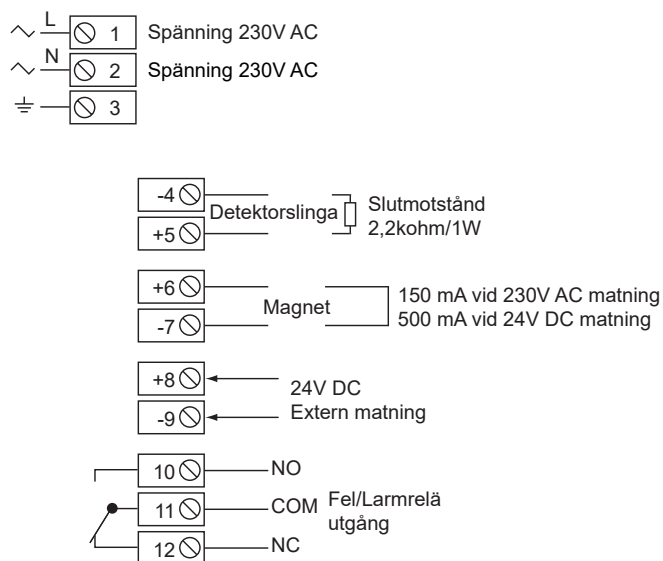 L
1 Spänning 230V AC
N
2 Spänning 230V AC
3
-4
Detektorslinga
+5
Slutmotstånd
2,2kohm/1W
+6
Magnet
-7
150 mA vid 230V AC matning
500 mA vid 24V DC matning
+8
-9
24V DC
Extern matning
10 NO
11 COM
12 NC
Fel/Larmrelä
utgång